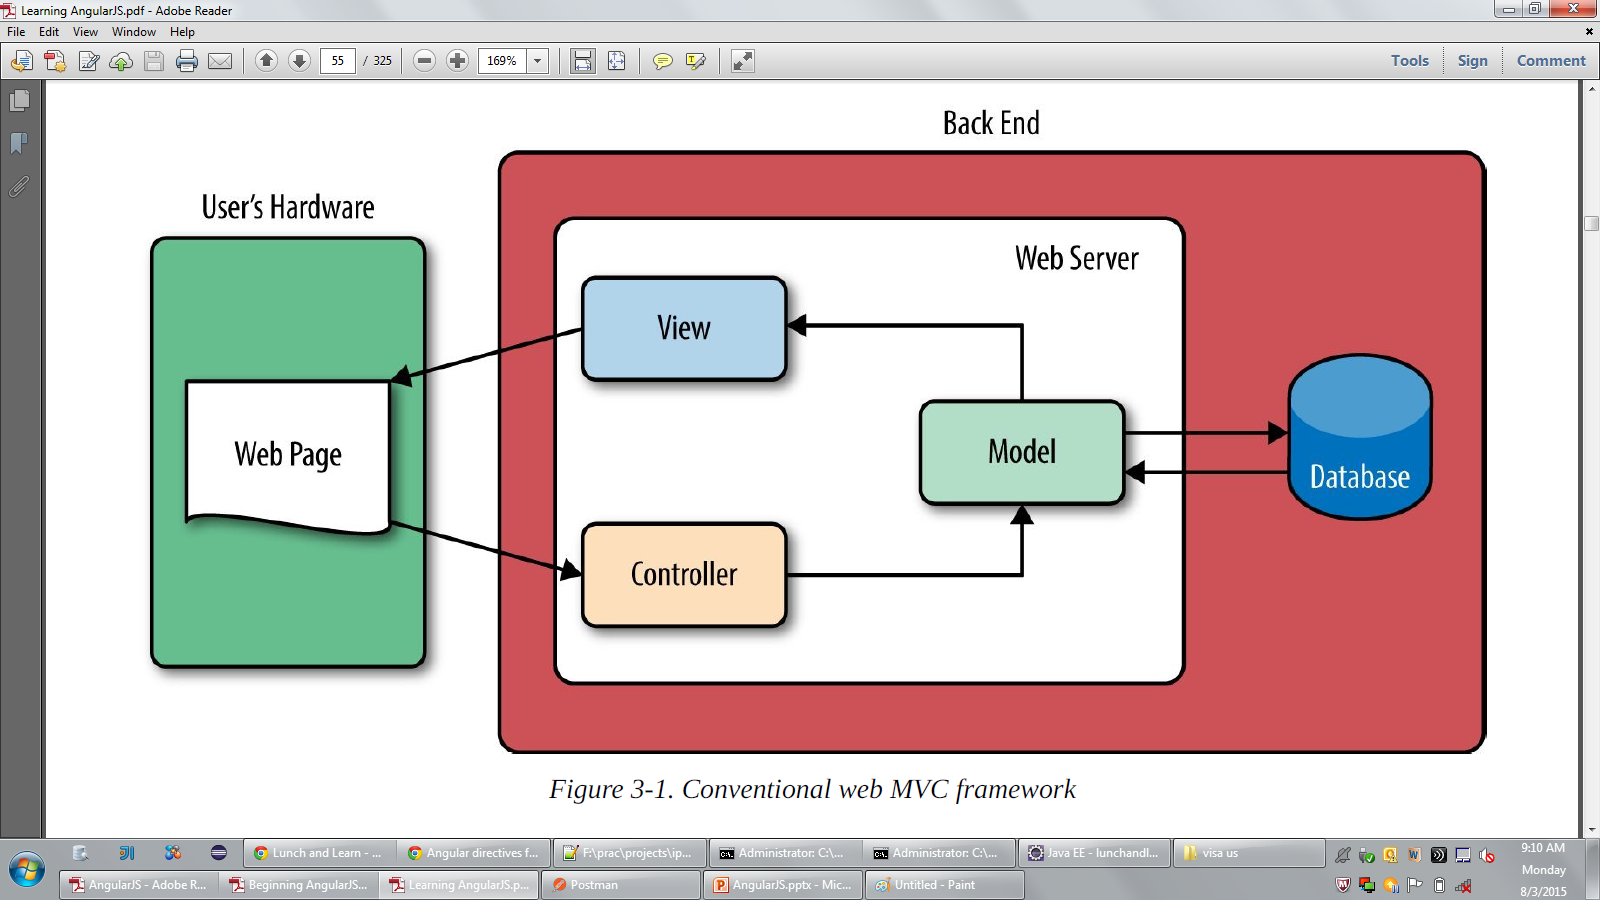 Learning AngularJS.pdf - Adobe Reader
File Edit View Window Help
55 / 325 169% Tools Sign Comment
Back End
User's Hardware
Web Server
View
Web Page
Model
Database
Controller
Figure 3-1. Conventional web MVC framework
Lunch and Learn - ... Angular directives f... F:\prac\projects\ip... Administrator: C:\... Administrator: C:\... Java EE - lunchandl... visa us
AngularJS - Adobe R... Beginning AngularJS... Learning AngularJS.p... Postman AngularJS.pptx - Mic... Untitled - Paint
9:10 AM
Monday
8/3/2015